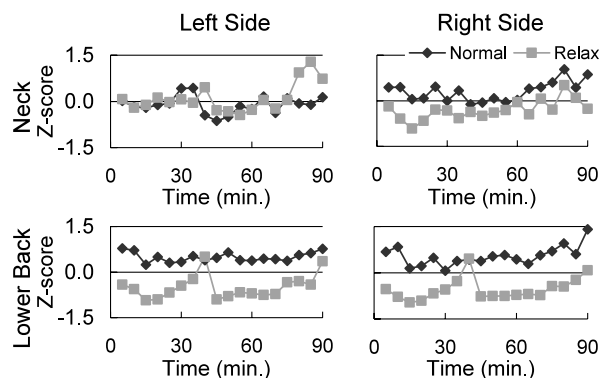 Left Side
Right Side
Normal
Relax
Neck
Z-score
1.5
0.0
-1.5
0
30
60
90
Time (min.)
1.5
0.0
-1.5
0
30
60
90
Time (min.)
Lower Back
Z-score
1.5
0.0
-1.5
0
30
60
90
Time (min.)
1.5
0.0
-1.5
0
30
60
90
Time (min.)